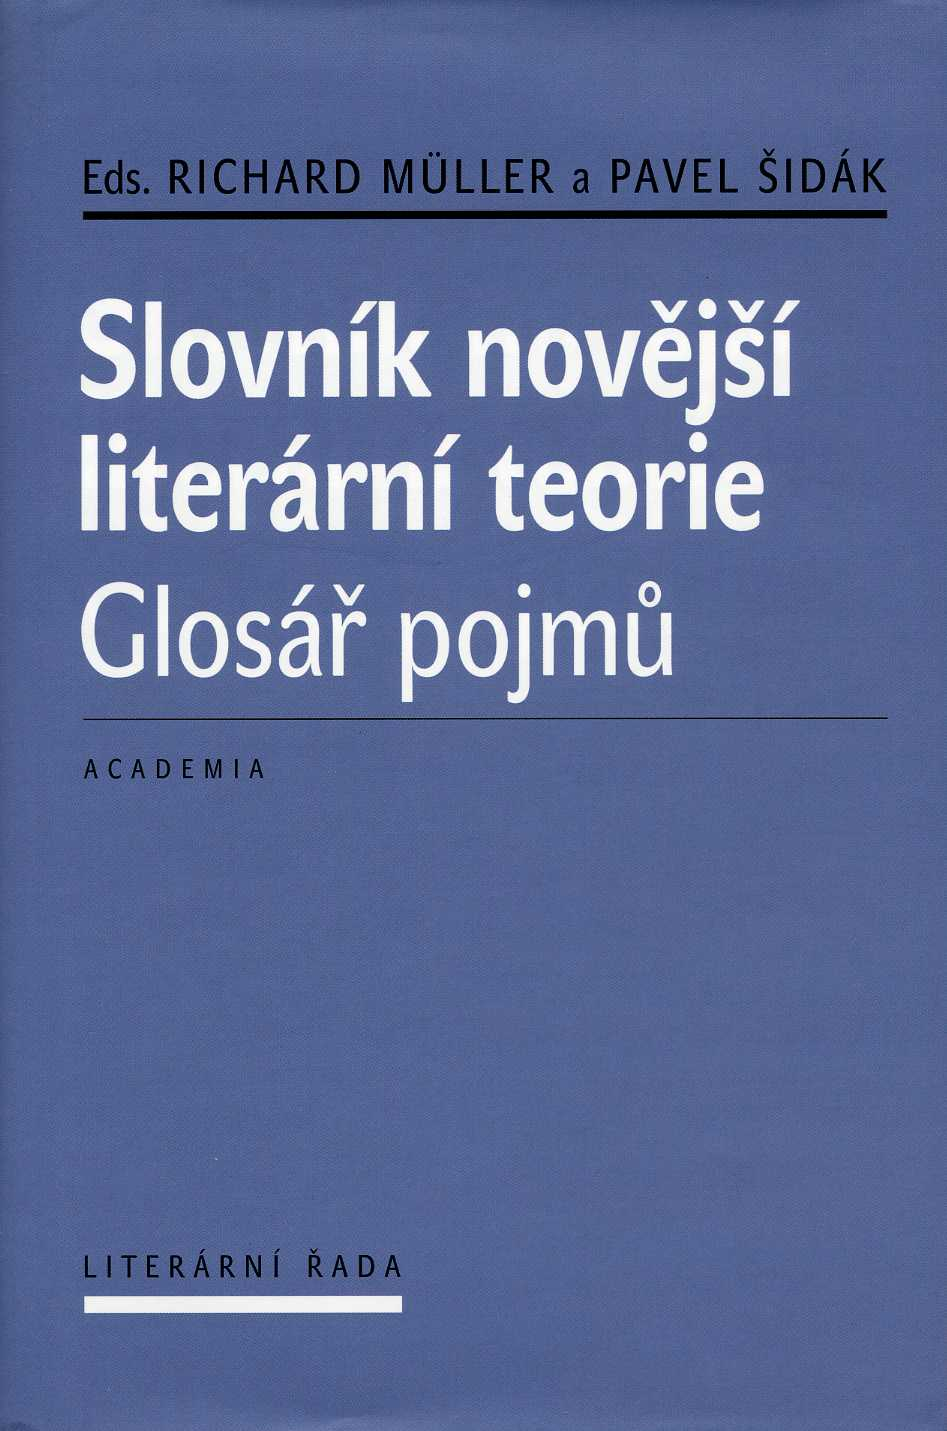 Eds. RICHARD MÜLLER a PAVEL ŠIDÁK
Slovník novější
literární teorie
Glosář pojmů
ACADEMIA
LITERÁRNÍ ŘADA